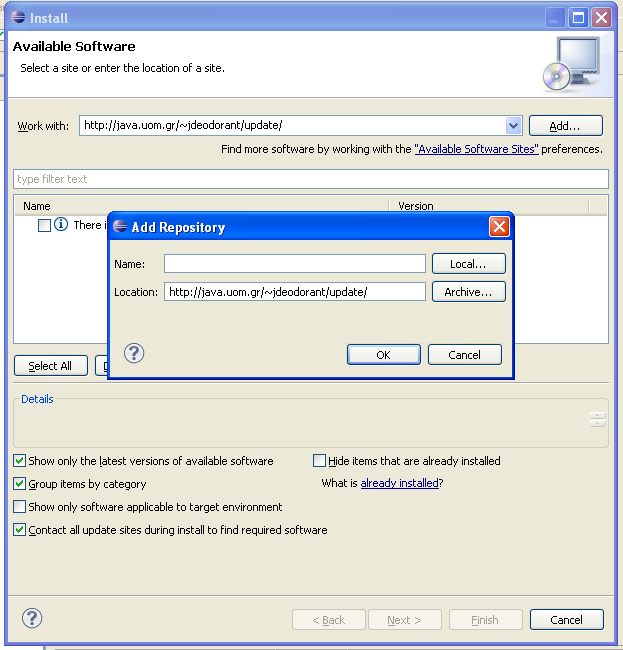 Install
Available Software
Select a site or enter the location of a site.
Work with: http://java.uom.gr/~jdeodorant/update/ Add...
Find more software by working with the "Available Software Sites" preferences.
type filter text
Name Version
There i
Add Repository
Name: Local...
Location: http://java.uom.gr/~jdeodorant/update/ Archive...
? OK Cancel
Select All
Details
Show only the latest versions of available software Hide items that are already installed
Group items by category What is already installed?
Show only software applicable to target environment
Contact all update sites during install to find required software
? < Back Next > Finish Cancel